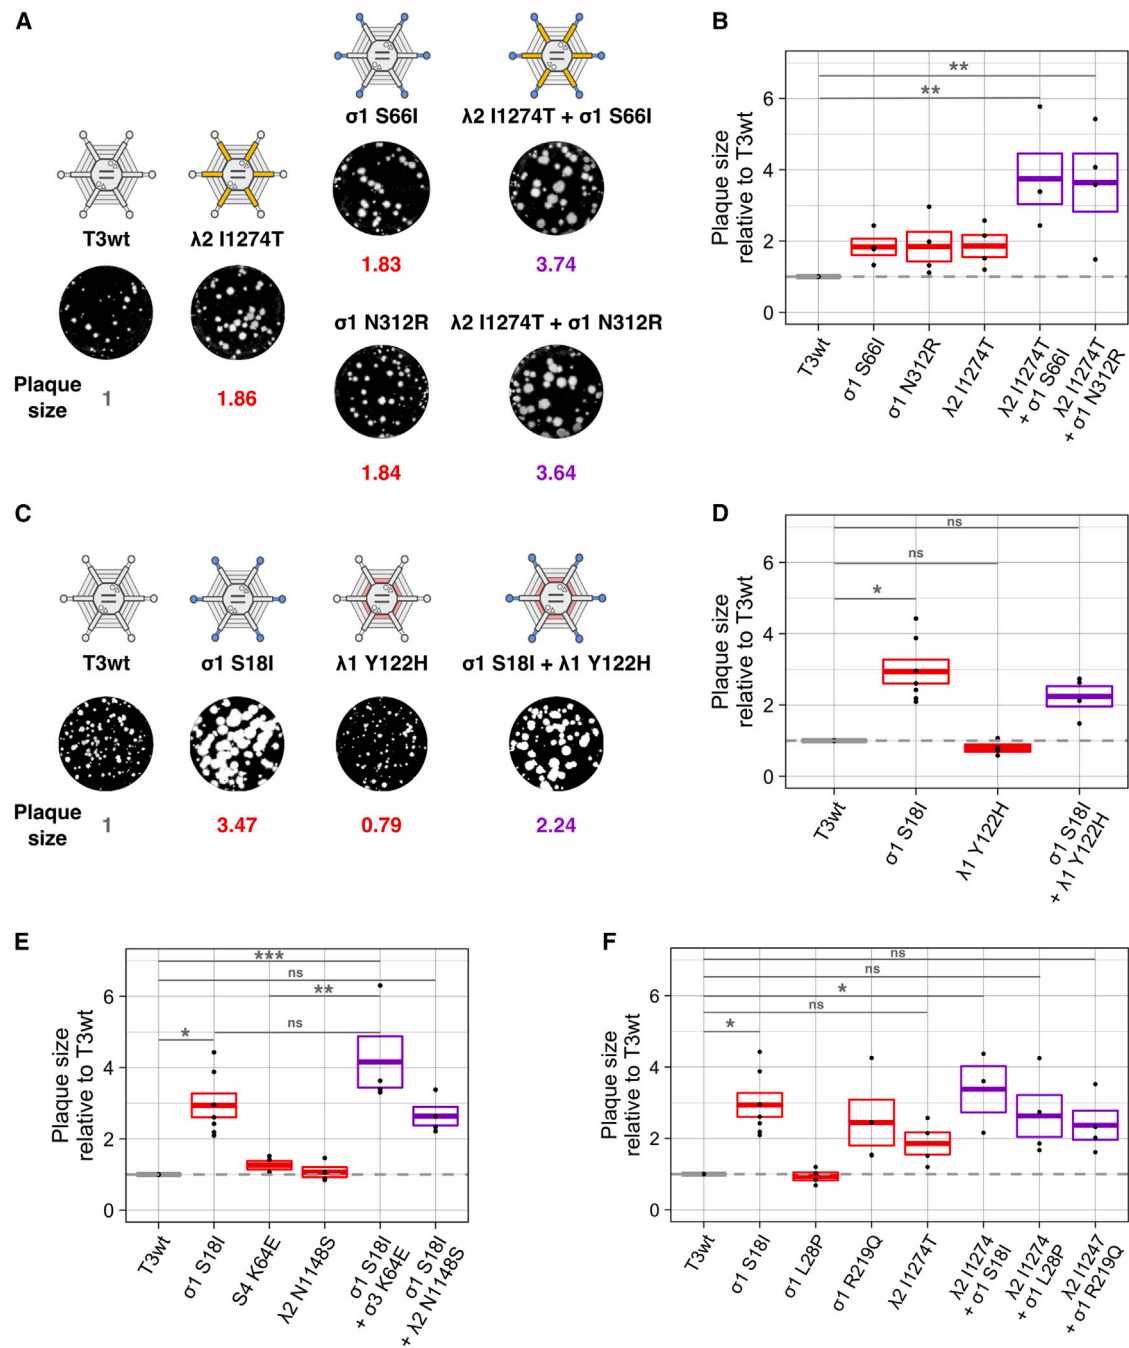 A
σ1 S66I
λ2 I1274T + σ1 S66I
T3wt
λ2 I1274T
1.83
3.74
σ1 N312R
λ2 I1274T + σ1 N312R
Plaque
size
1
1.86
1.84
3.64
B
Plaque size
relative to T3wt
6
4
2
0
**
**
T3wt
σ1 S66I
σ1 N312R
λ2 I1274T
λ2 I1274T
+ σ1 S66I
λ2 I1274T
+ σ1 N312R
C
T3wt
σ1 S18I
λ1 Y122H
σ1 S18I + λ1 Y122H
Plaque
size
1
3.47
0.79
2.24
D
Plaque size
relative to T3wt
6
4
2
0
ns
ns
*
T3wt
σ1 S18I
λ1 Y122H
σ1 S18I
+ λ1 Y122H
E
Plaque size
relative to T3wt
6
4
2
0
***
ns
**
ns
*
T3wt
σ1 S18I
S4 K64E
λ2 N1148S
σ1 S18I
+ σ3 K64E
σ1 S18I
+ λ2 N1148S
F
Plaque size
relative to T3wt
6
4
2
0
ns
ns
*
ns
*
T3wt
σ1 S18I
σ1 L28P
σ1 R219Q
λ2 I1274T
λ2 I1274
+ σ1 S18I
λ2 I1274
+ σ1 L28P
λ2 I1247
+ σ1 R219Q